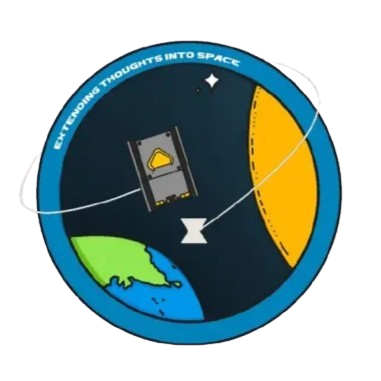 EXTENDING THOUGHTS INTO SPACE